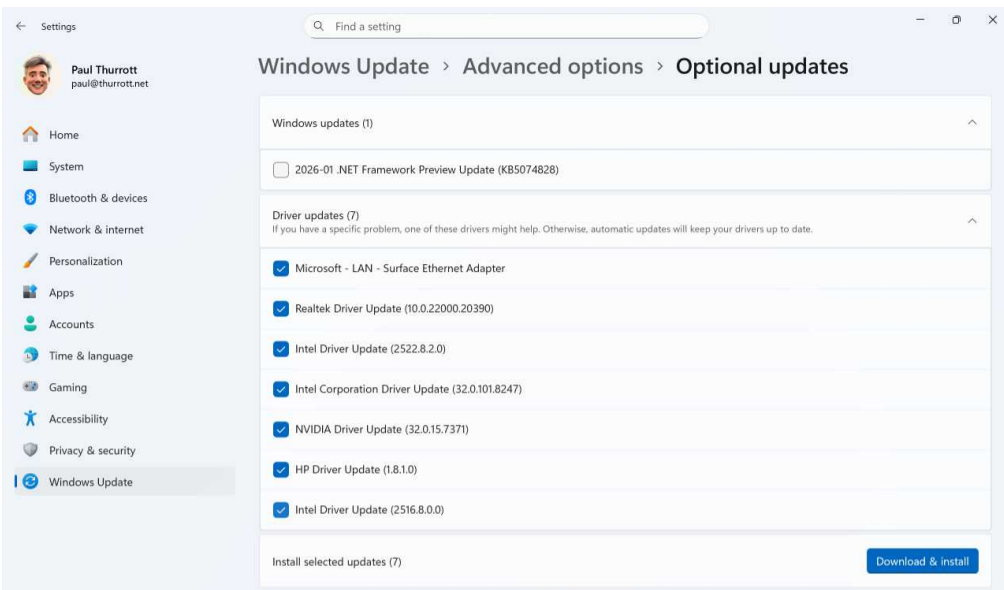 Settings
Find a setting
Paul Thurrott
paul@thurrott.net
Home
System
Bluetooth & devices
Network & internet
Personalization
Apps
Accounts
Time & language
Gaming
Accessibility
Privacy & security
Windows Update
Windows Update > Advanced options > Optional updates
Windows updates (1)
2026-01 .NET Framework Preview Update (KB5074828)
Driver updates (7)
If you have a specific problem, one of these drivers might help. Otherwise, automatic updates will keep your drivers up to date.
Microsoft - LAN - Surface Ethernet Adapter
Realtek Driver Update (10.0.22000.20390)
Intel Driver Update (2522.8.2.0)
Intel Corporation Driver Update (32.0.101.8247)
NVIDIA Driver Update (32.0.15.7371)
HP Driver Update (1.8.1.0)
Intel Driver Update (2516.8.0.0)
Install selected updates (7)
Download & install